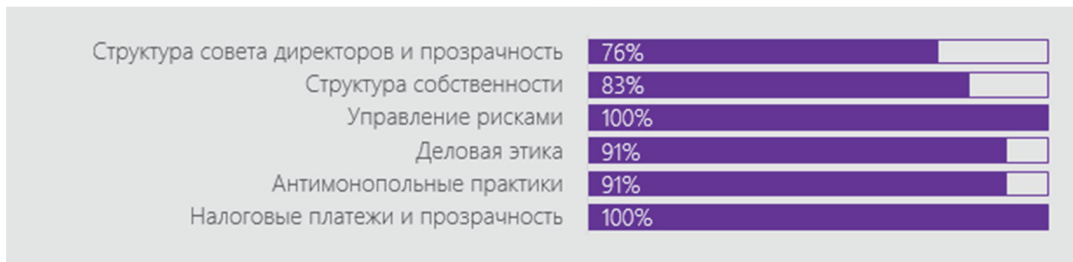 Структура совета директоров и прозрачность 76%
Структура собственности 83%
Управление рисками 100%
Деловая этика 91%
Антимонопольные практики 91%
Налоговые платежи и прозрачность 100%